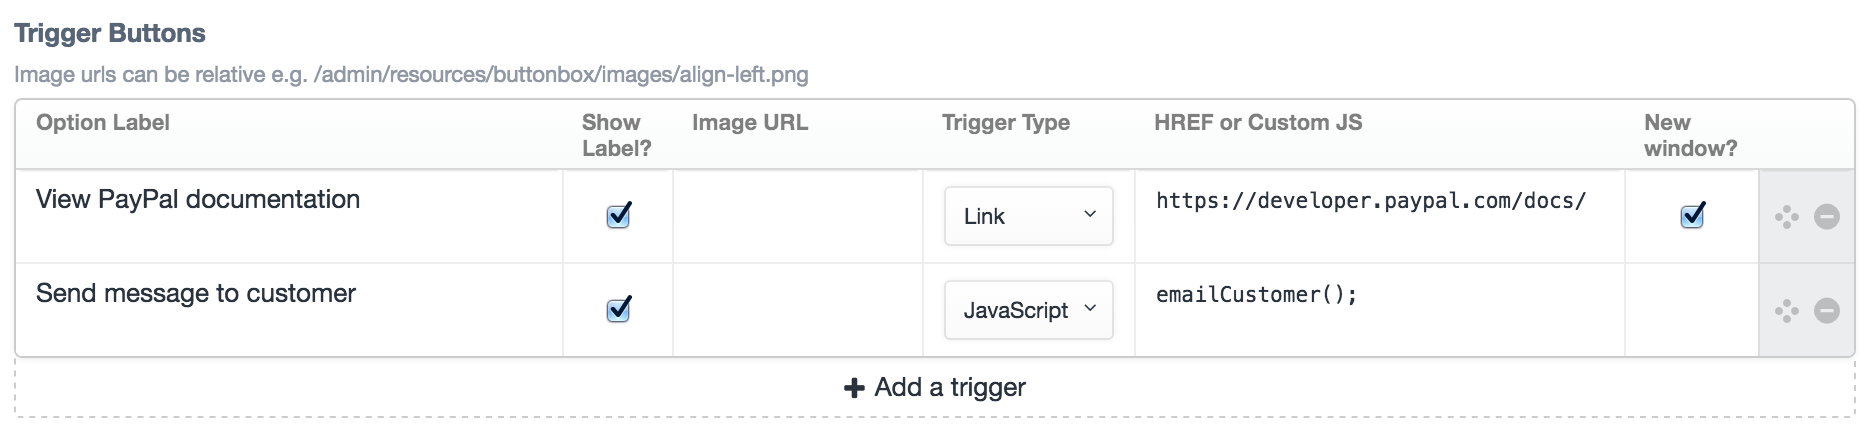 Trigger Buttons
Image urls can be relative e.g. /admin/resources/buttonbox/images/align-left.png
Option Label Show Label? Image URL Trigger Type HREF or Custom JS New window?
View PayPal documentation Link https://developer.paypal.com/docs/
Send message to customer JavaScript emailCustomer();
Add a trigger